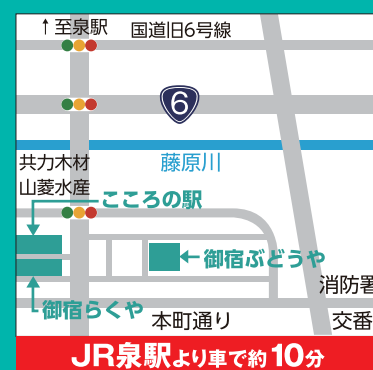 ↑至泉駅
国道旧6号線
6
藤原川
共力木材
山菱水産
こころの駅
御宿ぶどうや
消防署
御宿らくや
本町通り
交番
JR泉駅より車で約10分